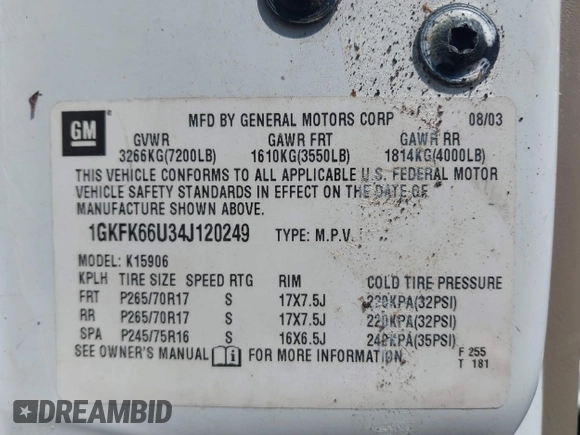 GM
MFD BY GENERAL MOTORS CORP 08/03
GVWR GAWR FRT GAWR RR
3266KG(7200LB) 1610KG(3550LB) 1814KG(4000LB)
THIS VEHICLE CONFORMS TO ALL APPLICABLE U.S. FEDERAL MOTOR
VEHICLE SAFETY STANDARDS IN EFFECT ON THE DATE OF
MANUFACTURE SHOWN ABOVE.
1GKFK66U34J120249 TYPE: M.P.V.
MODEL: K15906
KPLH TIRE SIZE SPEED RTG RIM COLD TIRE PRESSURE
FRT P265/70R17 S 17X7.5J 220KPA(32PSI)
RR P265/70R17 S 17X7.5J 220KPA(32PSI)
SPA P245/75R16 S 16X6.5J 240KPA(35PSI)
SEE OWNER'S MANUAL FOR MORE INFORMATION. F 255
T 181
DREAMBID